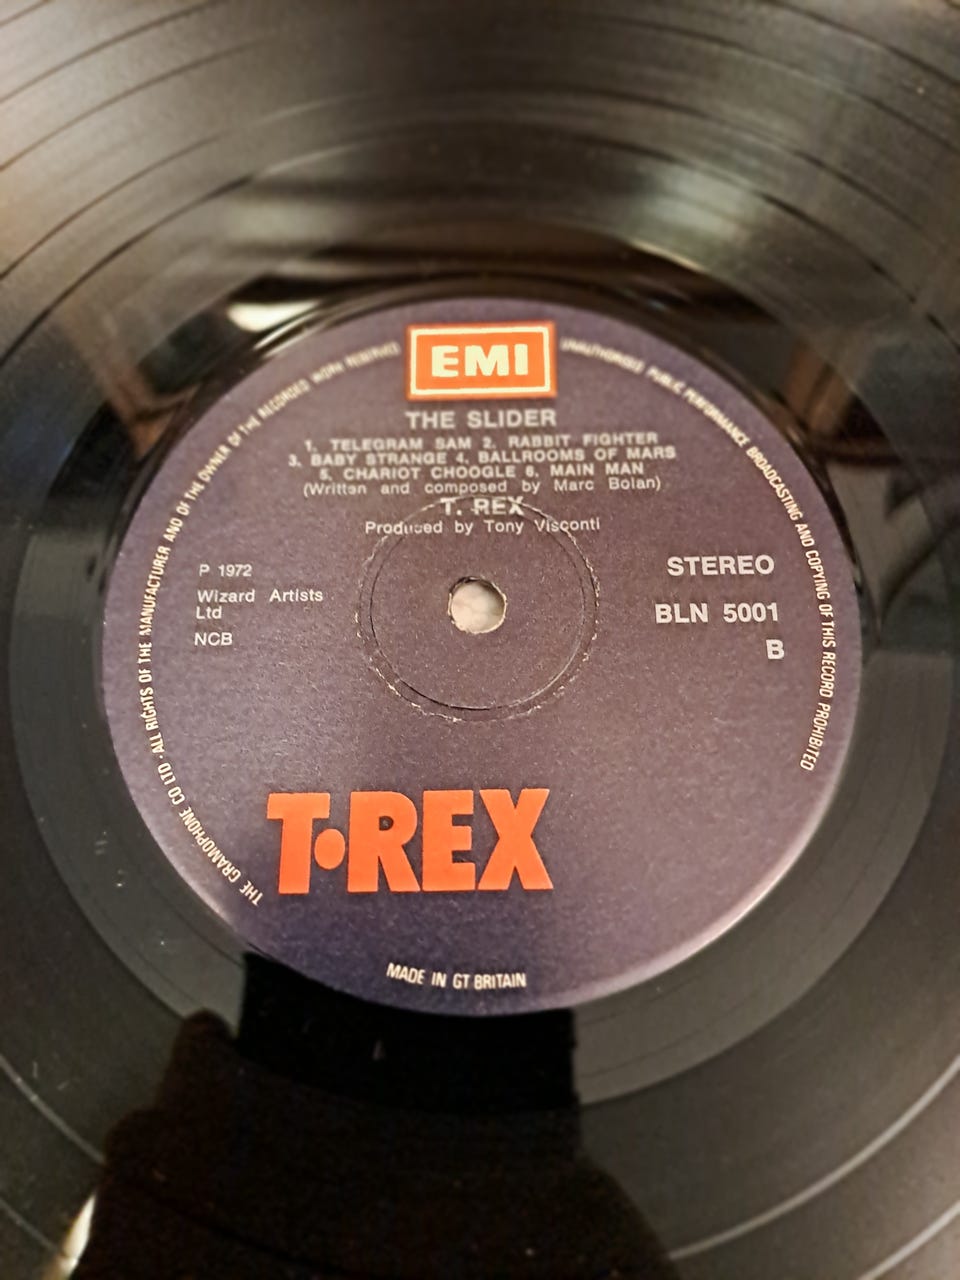 EMI
THE SLIDER
1. TELEGRAM SAM 2. RABBIT FIGHTER
3. BABY STRANGE 4. BALLROOMS OF MARS
5. CHARIOT CHOOGLE 6. MAIN MAN
(Written and composed by Marc Bolan)
T. REX
Produced by Tony Visconti
P 1972
Wizard Artists
Ltd
NCB
STEREO
BLN 5001
B
T•REX
THE GRAMOPHONE CO LTD · ALL RIGHTS OF THE MANUFACTURER AND OF THE OWNER OF THE RECORDED WORK RESERVED
UNAUTHORISED PUBLIC PERFORMANCE BROADCASTING AND COPYING OF THIS RECORD PROHIBITED
MADE IN GT BRITAIN